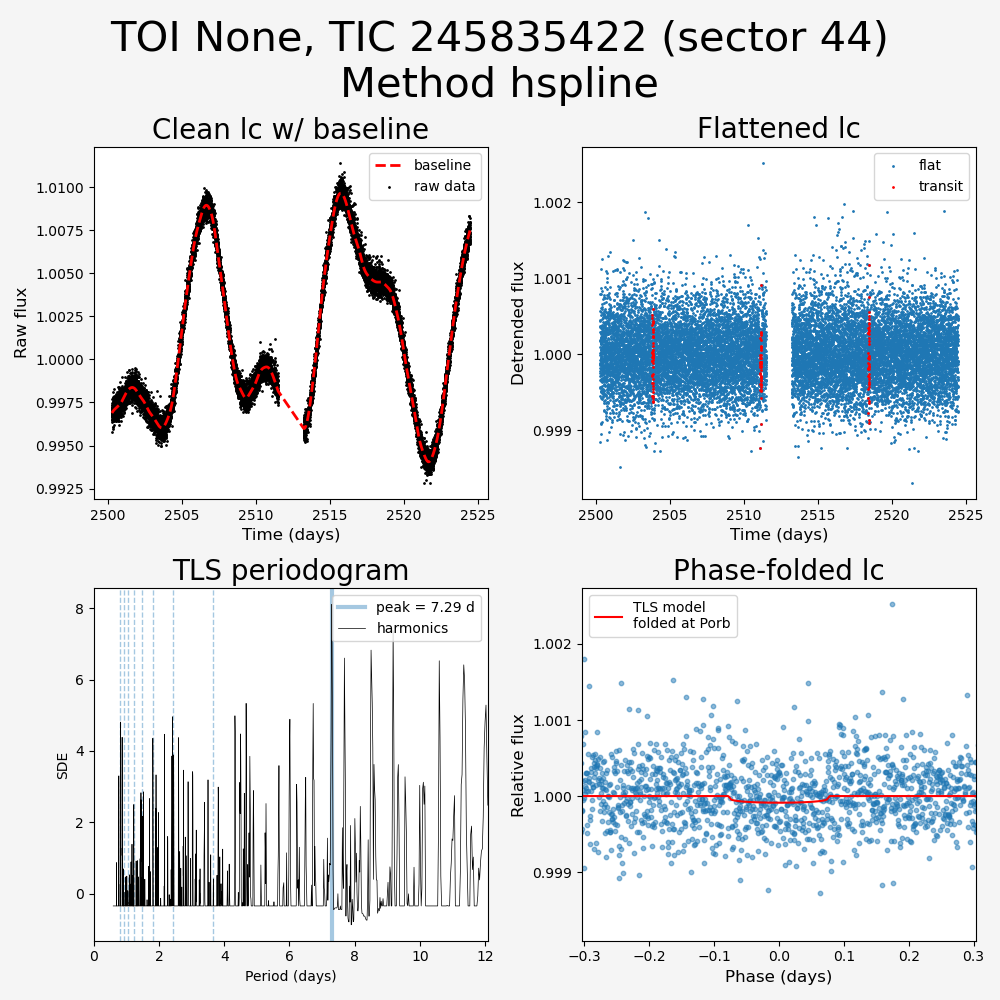 TOI None, TIC 245835422 (sector 44)
Method hspline
Clean lc w/ baseline
baseline
raw data
Raw flux
1.0100
1.0075
1.0050
1.0025
1.0000
0.9975
0.9950
0.9925
2500
2505
2510
2515
2520
2525
Time (days)
Flattened lc
flat
transit
Detrended flux
1.002
1.001
1.000
0.999
2500
2505
2510
2515
2520
2525
Time (days)
TLS periodogram
peak = 7.29 d
harmonics
SDE
8
6
4
2
0
0
2
4
6
8
10
12
Period (days)
Phase-folded lc
TLS model
folded at Porb
Relative flux
1.002
1.001
1.000
0.999
−0.3
−0.2
−0.1
0.0
0.1
0.2
0.3
Phase (days)